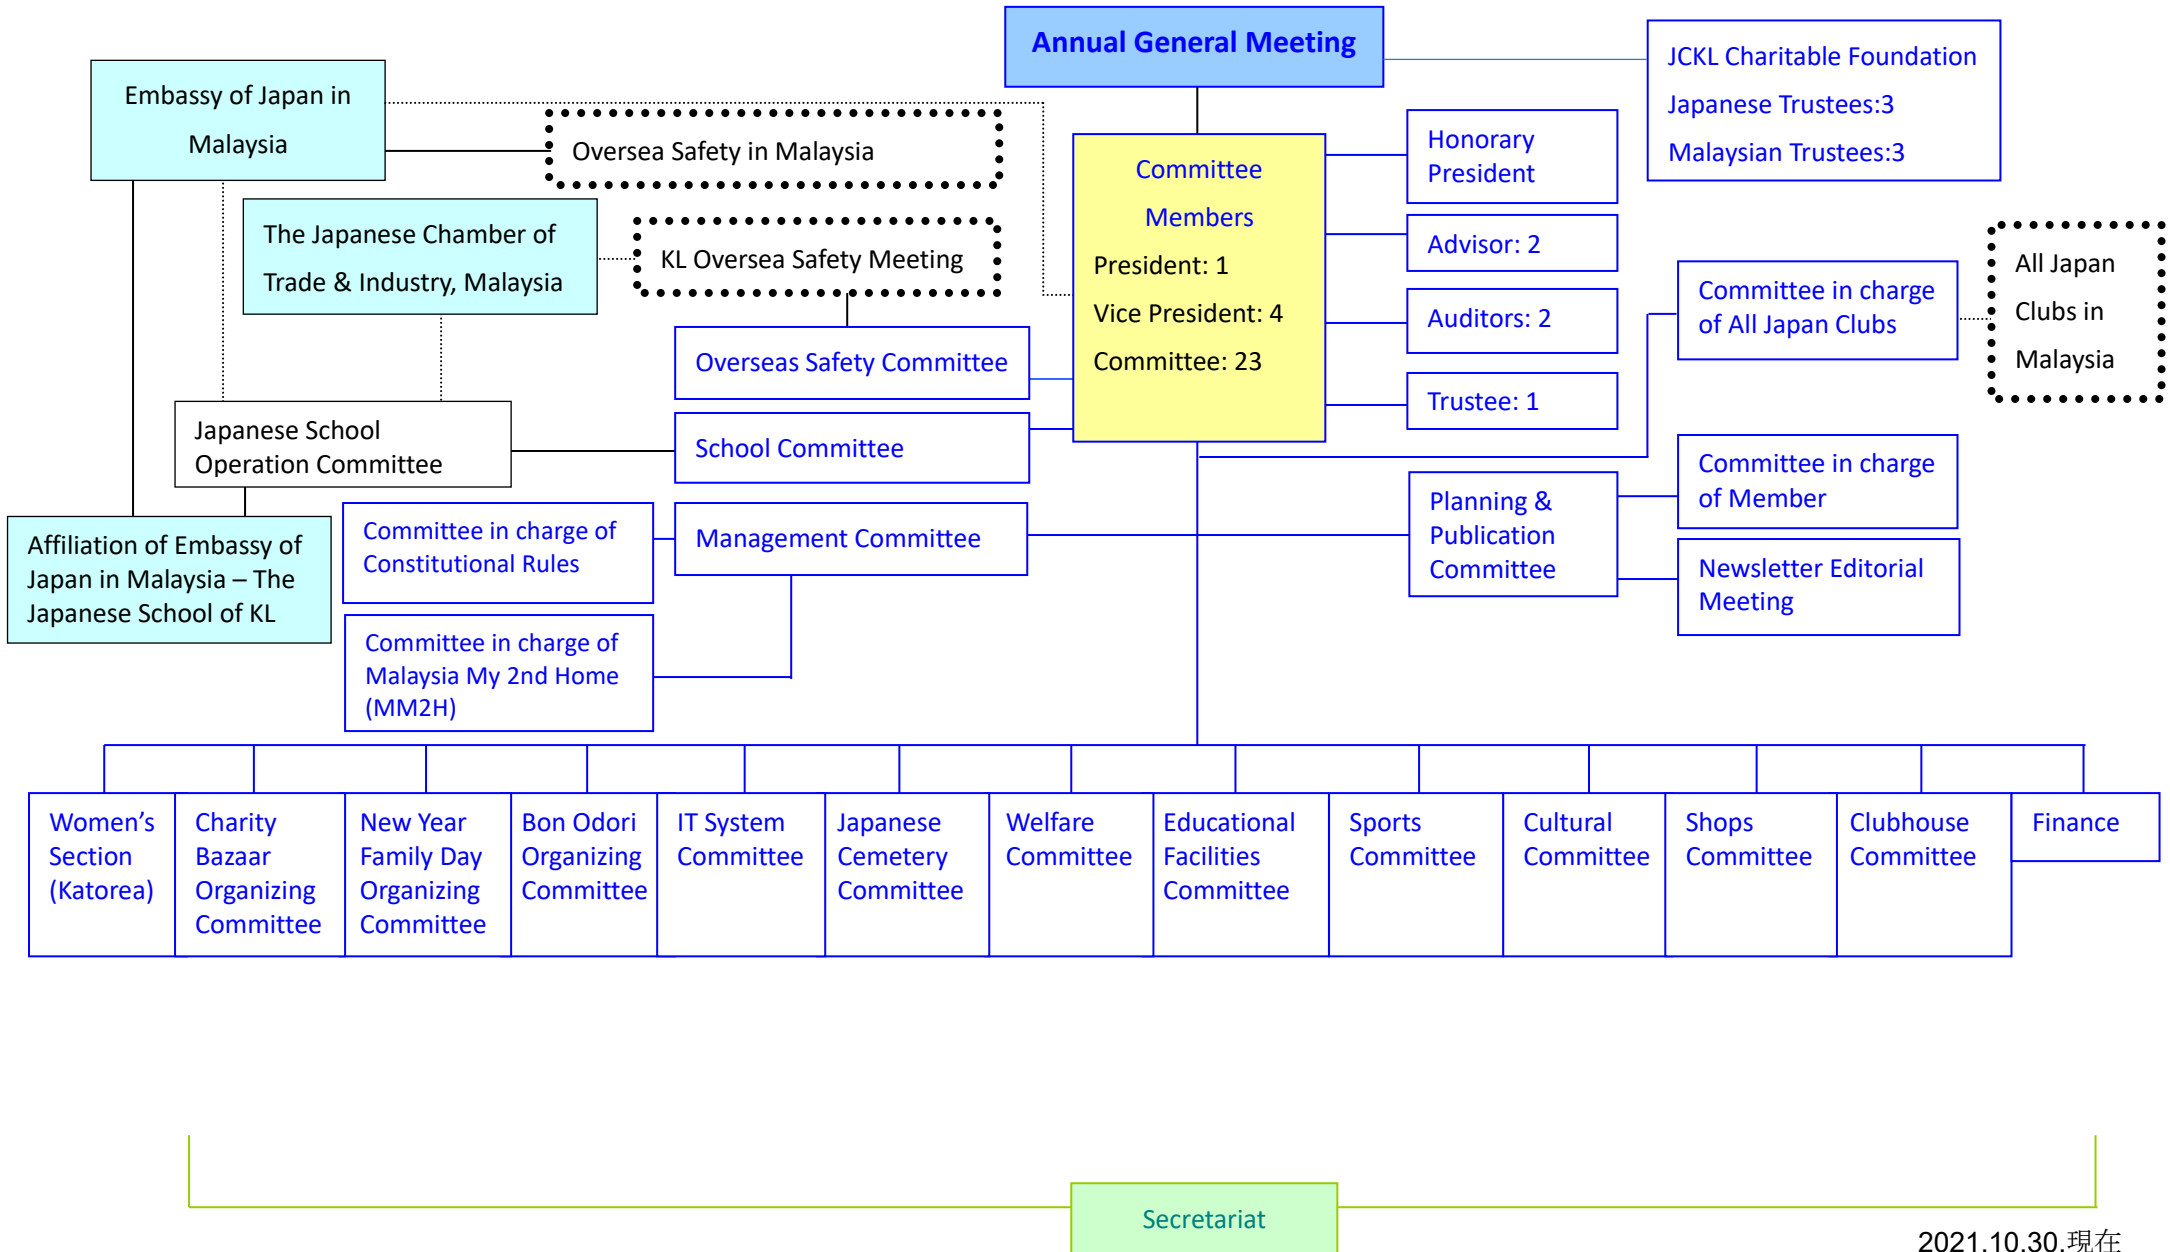 Annual General Meeting
JCKL Charitable Foundation
Japanese Trustees:3
Malaysian Trustees:3
Embassy of Japan in
Malaysia
Oversea Safety in Malaysia
The Japanese Chamber of
Trade & Industry, Malaysia
KL Oversea Safety Meeting
Committee
Members
President: 1
Vice President: 4
Committee: 23
Honorary
President
Advisor: 2
Auditors: 2
Trustee: 1
Committee in charge
of All Japan Clubs
All Japan
Clubs in
Malaysia
Overseas Safety Committee
Japanese School
Operation Committee
School Committee
Affiliation of Embassy of
Japan in Malaysia – The
Japanese School of KL
Committee in charge of
Constitutional Rules
Management Committee
Planning &
Publication
Committee
Committee in charge
of Member
Newsletter Editorial
Meeting
Committee in charge of
Malaysia My 2nd Home
(MM2H)
Women’s
Section
(Katorea)
Charity
Bazaar
Organizing
Committee
New Year
Family Day
Organizing
Committee
Bon Odori
Organizing
Committee
IT System
Committee
Japanese
Cemetery
Committee
Welfare
Committee
Educational
Facilities
Committee
Sports
Committee
Cultural
Committee
Shops
Committee
Clubhouse
Committee
Finance
Secretariat
2021.10.30.現在